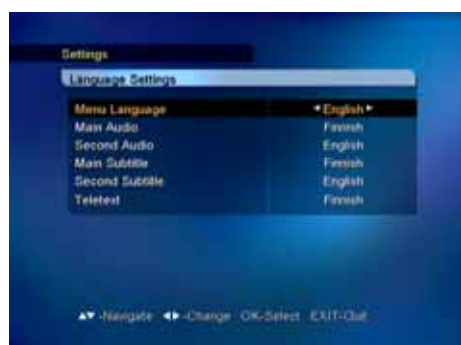 Settings
Language Settings
Menu Language ◄English►
Main Audio Finnish
Second Audio English
Main Subtitle Finnish
Second Subtitle English
Teletext Finnish
▲▼-Navigate ◄►-Change OK-Select EXIT-Quit